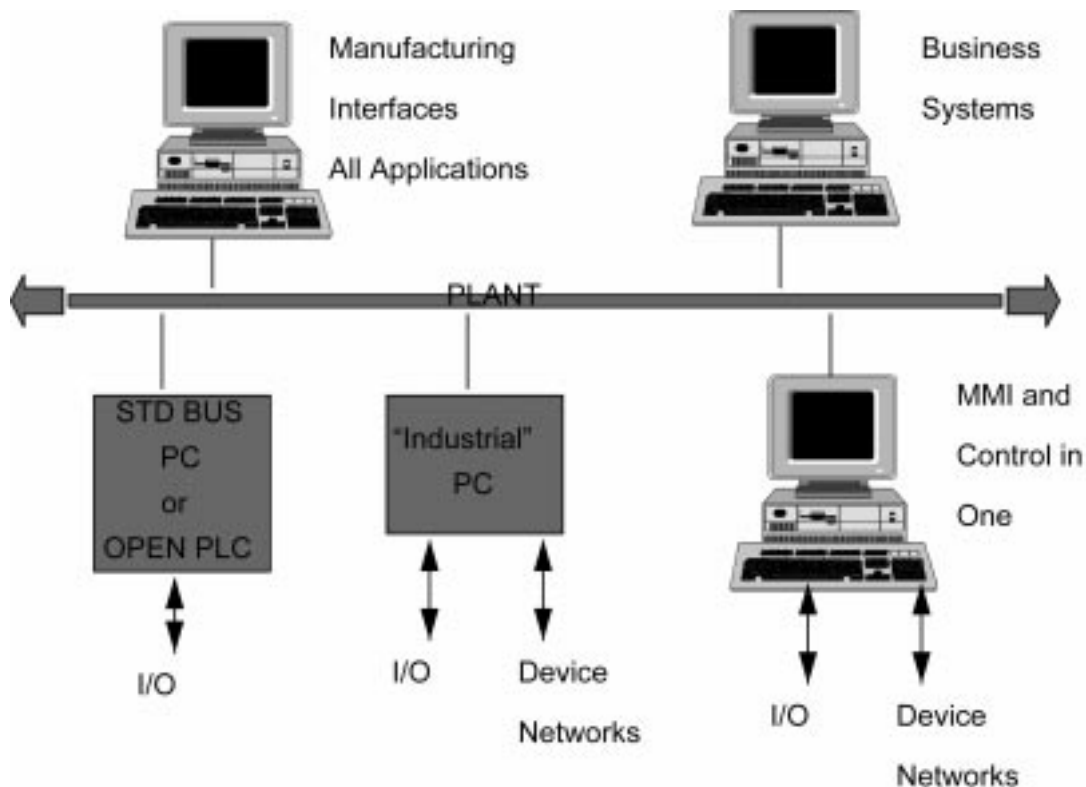 Manufacturing
Interfaces
All Applications
Business
Systems
PLANT
STD BUS
PC
or
OPEN PLC
“Industrial”
PC
MMI and
Control in
One
I/O
I/O
Device
Networks
I/O
Device
Networks